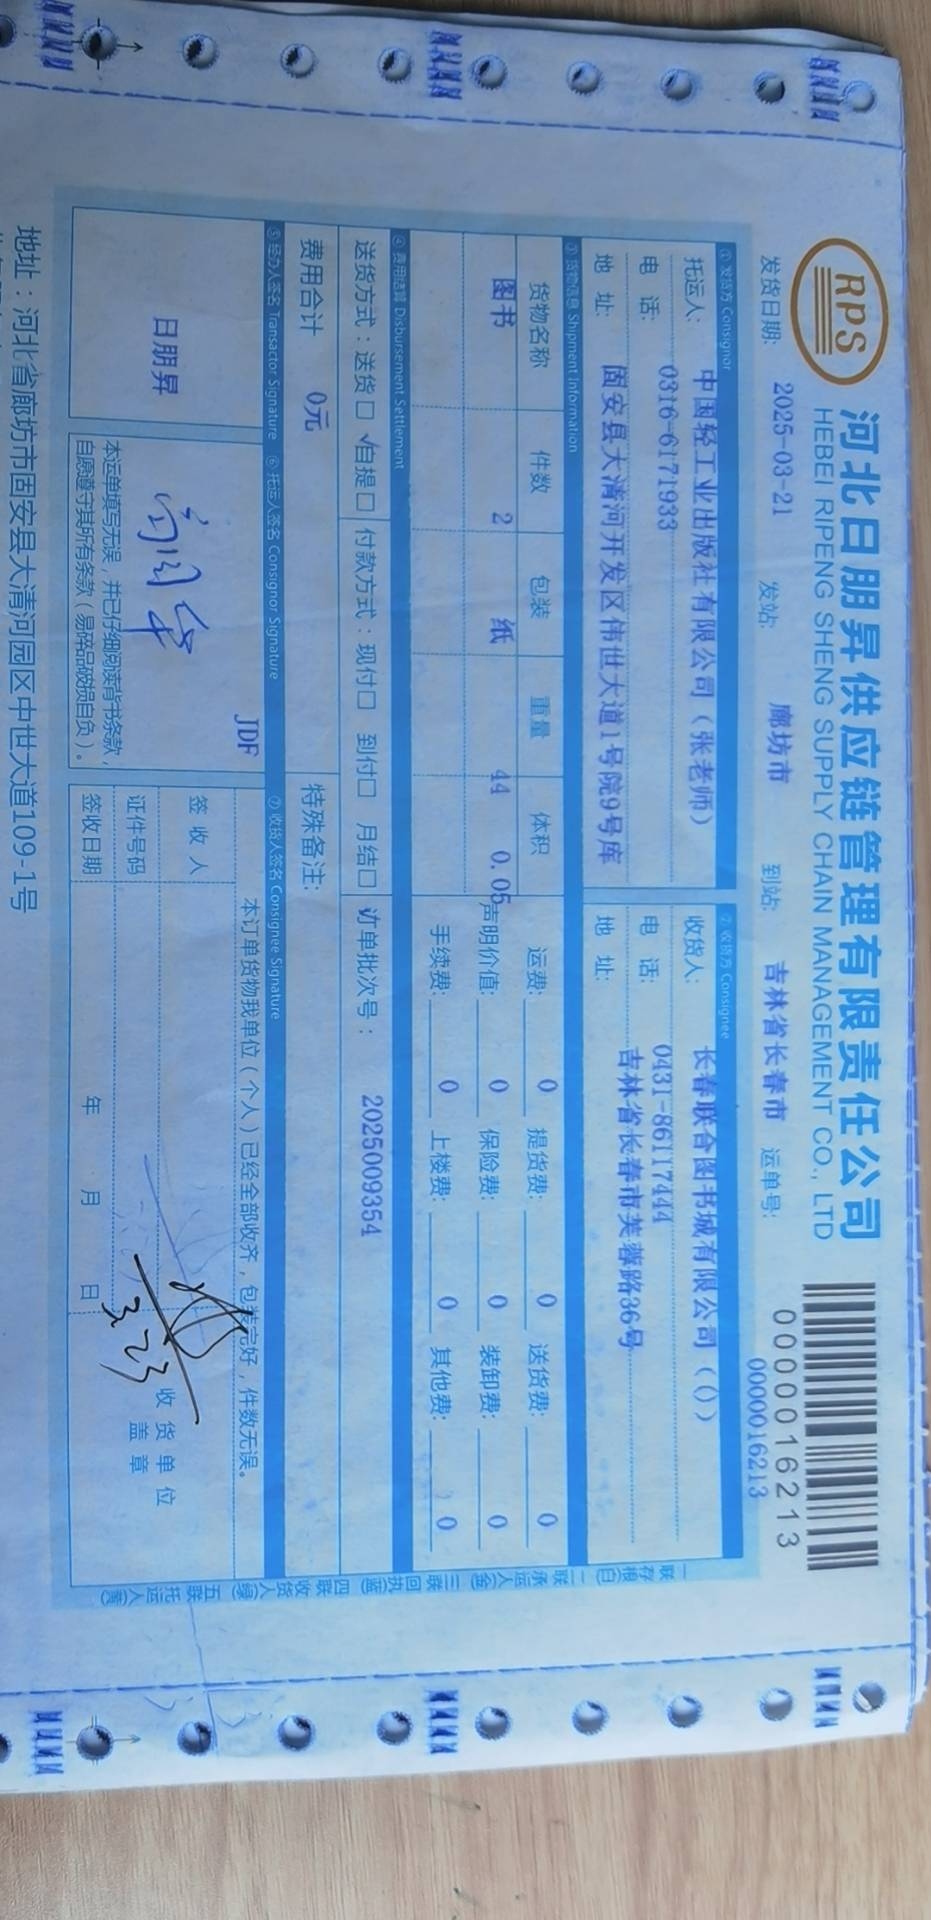 RPS
河北日朋昇供应链管理有限责任公司
HEBEI RIPENG SHENG SUPPLY CHAIN MANAGEMENT CO., LTD
0000016213
0000016213
发货日期: 2025-03-21 发站: 廊坊市 到站: 吉林省长春市 运单号:
① 发货方 Consignor
托运人: 中国轻工业出版社有限公司(张老师)
电 话: 0316-6171933
地 址: 固安县大清河开发区伟世大道1号院9号库
② 收货方 Consignee
收货人: 长春联合图书城有限公司(())
电 话: 0431-86117444
地 址: 吉林省长春市芙蓉路36号
③ 货物信息 Shipment Information
货物名称 件数 包装 重量 体积
图书 2 纸 44 0.05
运费: 0 提货费: 0 送货费: 0
声明价值: 0 保险费: 0 装卸费: 0
手续费: 0 上楼费: 0 其他费: 0
④ 费用结算 Disbursement Settlement
送货方式:送货□ √自提□ 付款方式:现付□ 到付□ 月结□ 订单批次号: 2025009354
费用合计 0元 特殊备注:
⑤ 经办人签名 Transactor Signature ⑥ 托运人签名 Consignor Signature ⑦ 收货人签名 Consignee Signature
日朋昇
JDF
本运单填写无误,并已仔细阅读背书条款,
自愿遵守其所有条款(易碎品破损自负)。
本订单货物我单位(个人)已经全部收齐,包装完好,件数无误。
签 收 人
证件号码
签收日期 年 月 日
收 货 单 位
盖 章
一联存根(白) 二联承运人(金) 三联回执(蓝) 四联收货人(绿) 五联托运人(黄)
地址:河北省廊坊市固安县大清河园区中世大道109-1号